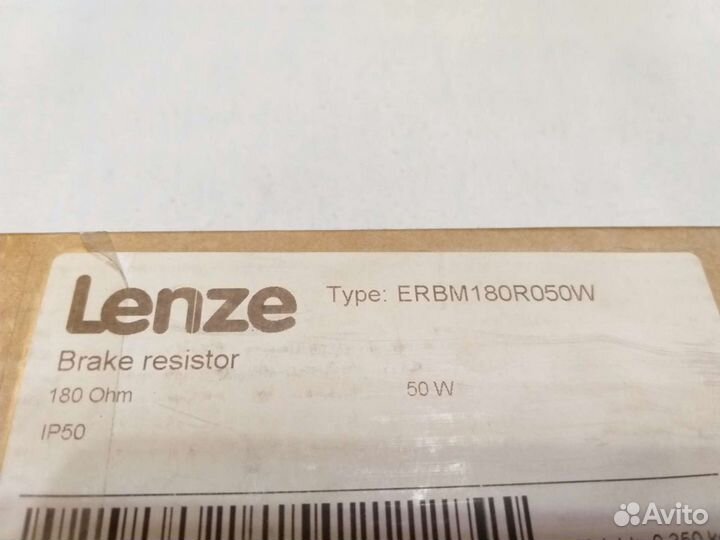 Lenze
Type: ERBM180R050W
Brake resistor
180 Ohm
50 W
IP50
Avito